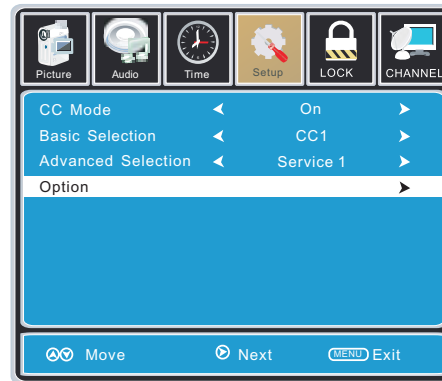 Picture Audio Time Setup LOCK CHANNEL
CC Mode On
Basic Selection CC1
Advanced Selection Service 1
Option
Move Next MENU Exit